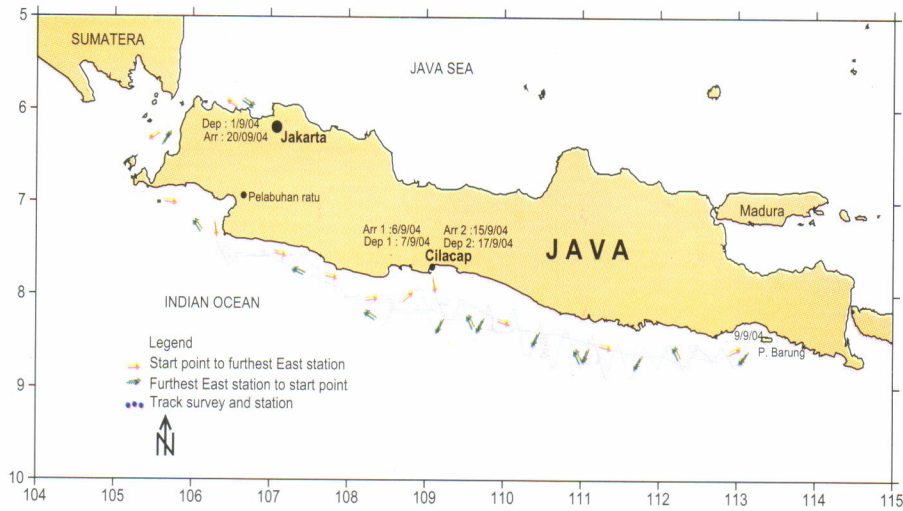 5
SUMATERA
JAVA SEA
6
Dep : 1/9/04
Arr : 20/09/04
Jakarta
7
Pelabuhan ratu
Madura
Arr 1 :6/9/04
Dep 1 : 7/9/04
Arr 2 :15/9/04
Dep 2: 17/9/04
Cilacap
JAVA
8
INDIAN OCEAN
9/9/04
P. Barung
Legend
Start point to furthest East station
Furthest East station to start point
Track survey and station
9
N
10
104 105 106 107 108 109 110 111 112 113 114 115